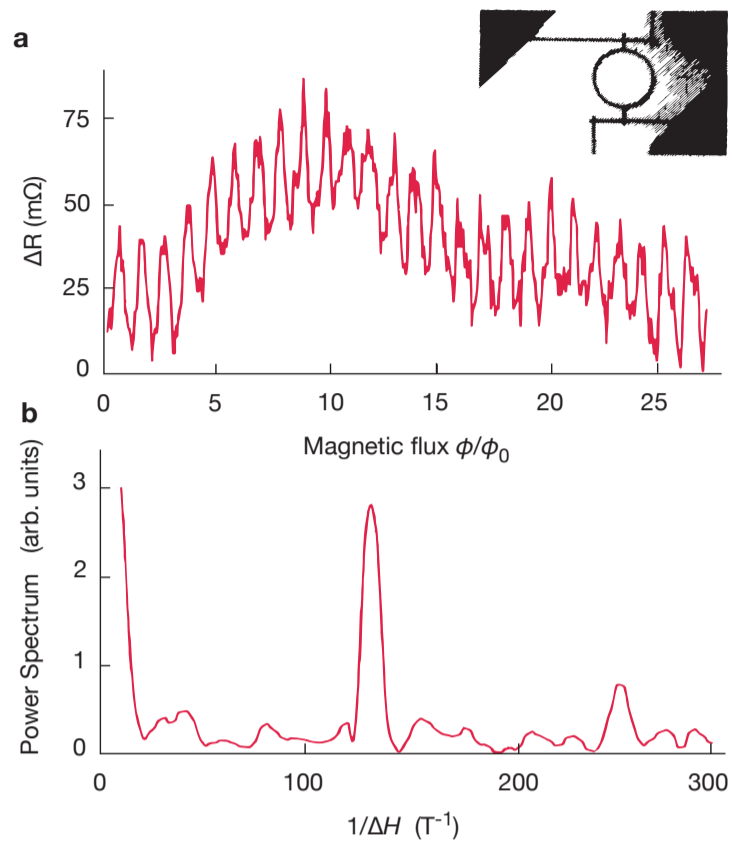 a
ΔR (mΩ)
75
50
25
0
0 5 10 15 20 25
Magnetic flux ϕ/ϕ₀
b
Power Spectrum (arb. units)
3
2
1
0
0 100 200 300
1/ΔH (T⁻¹)